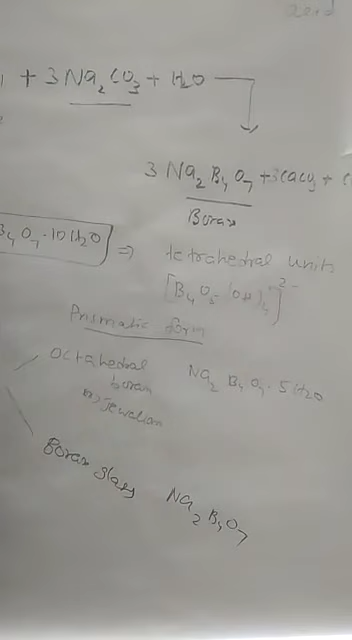 acid
+ 3 Na₂CO₃ + H₂O
3 Na₂B₄O₇ + 3CaCO₃ +
Borax
B₄O₇·10H₂O ⇒ tetrahedral units
[B₄O₅(OH)₄]²⁻
Prismatic form
Octahedral Na₂B₄O₇·5H₂O
borax
Borax glass Na₂B₄O₇